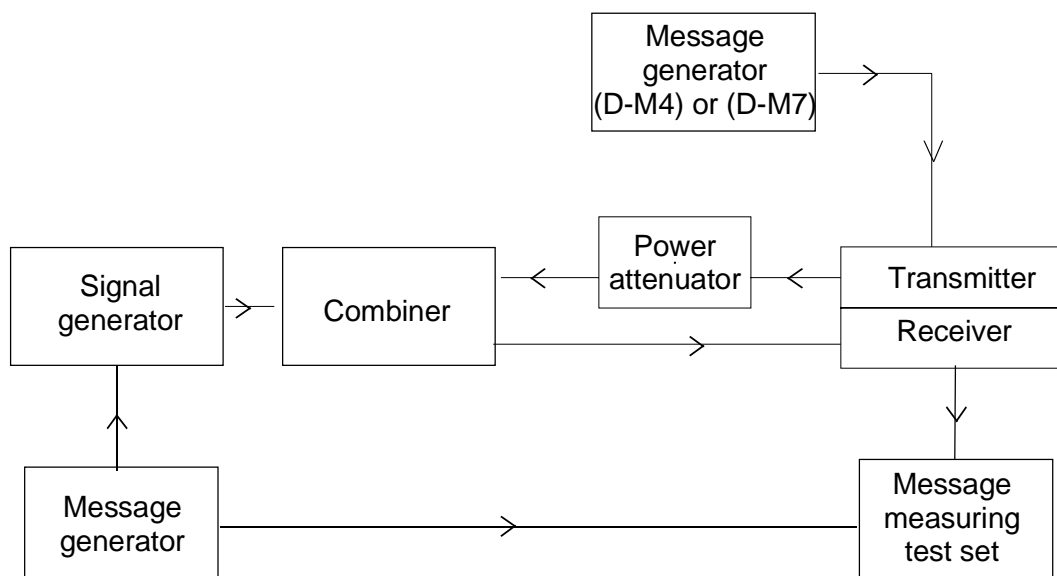 Message
generator
(D-M4) or (D-M7)
Power
attenuator
Transmitter
Signal
generator
Combiner
Receiver
Message
generator
Message
measuring
test set